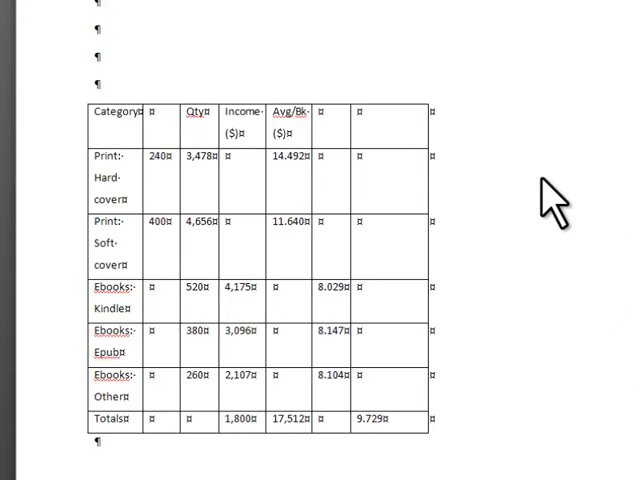 ¶
¶
¶
¶
Category¤ ¤ Qty¤ Income· Avg/Bk· ¤ ¤ ¤
($)¤ ($)¤
Print:· 240¤ 3,478¤ ¤ 14.492¤ ¤ ¤ ¤
Hard·
cover¤
Print:· 400¤ 4,656¤ ¤ 11.640¤ ¤ ¤ ¤
Soft·
cover¤
Ebooks:· ¤ 520¤ 4,175¤ ¤ 8.029¤ ¤ ¤
Kindle¤
Ebooks:· ¤ 380¤ 3,096¤ ¤ 8.147¤ ¤ ¤
Epub¤
Ebooks:· ¤ 260¤ 2,107¤ ¤ 8.104¤ ¤ ¤
Other¤
Totals¤ ¤ ¤ 1,800¤ 17,512¤ ¤ 9.729¤ ¤
¶